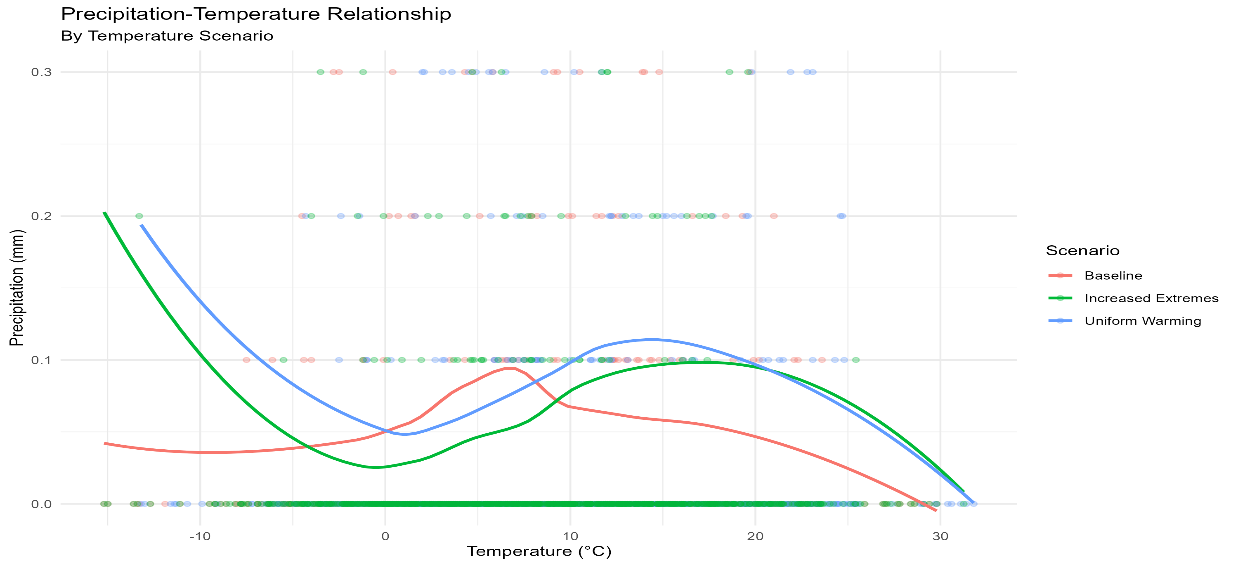 Precipitation-Temperature Relationship
By Temperature Scenario
0.3
0.2
0.1
0.0
Precipitation (mm)
-10 0 10 20 30
Temperature (°C)
Scenario
Baseline
Increased Extremes
Uniform Warming